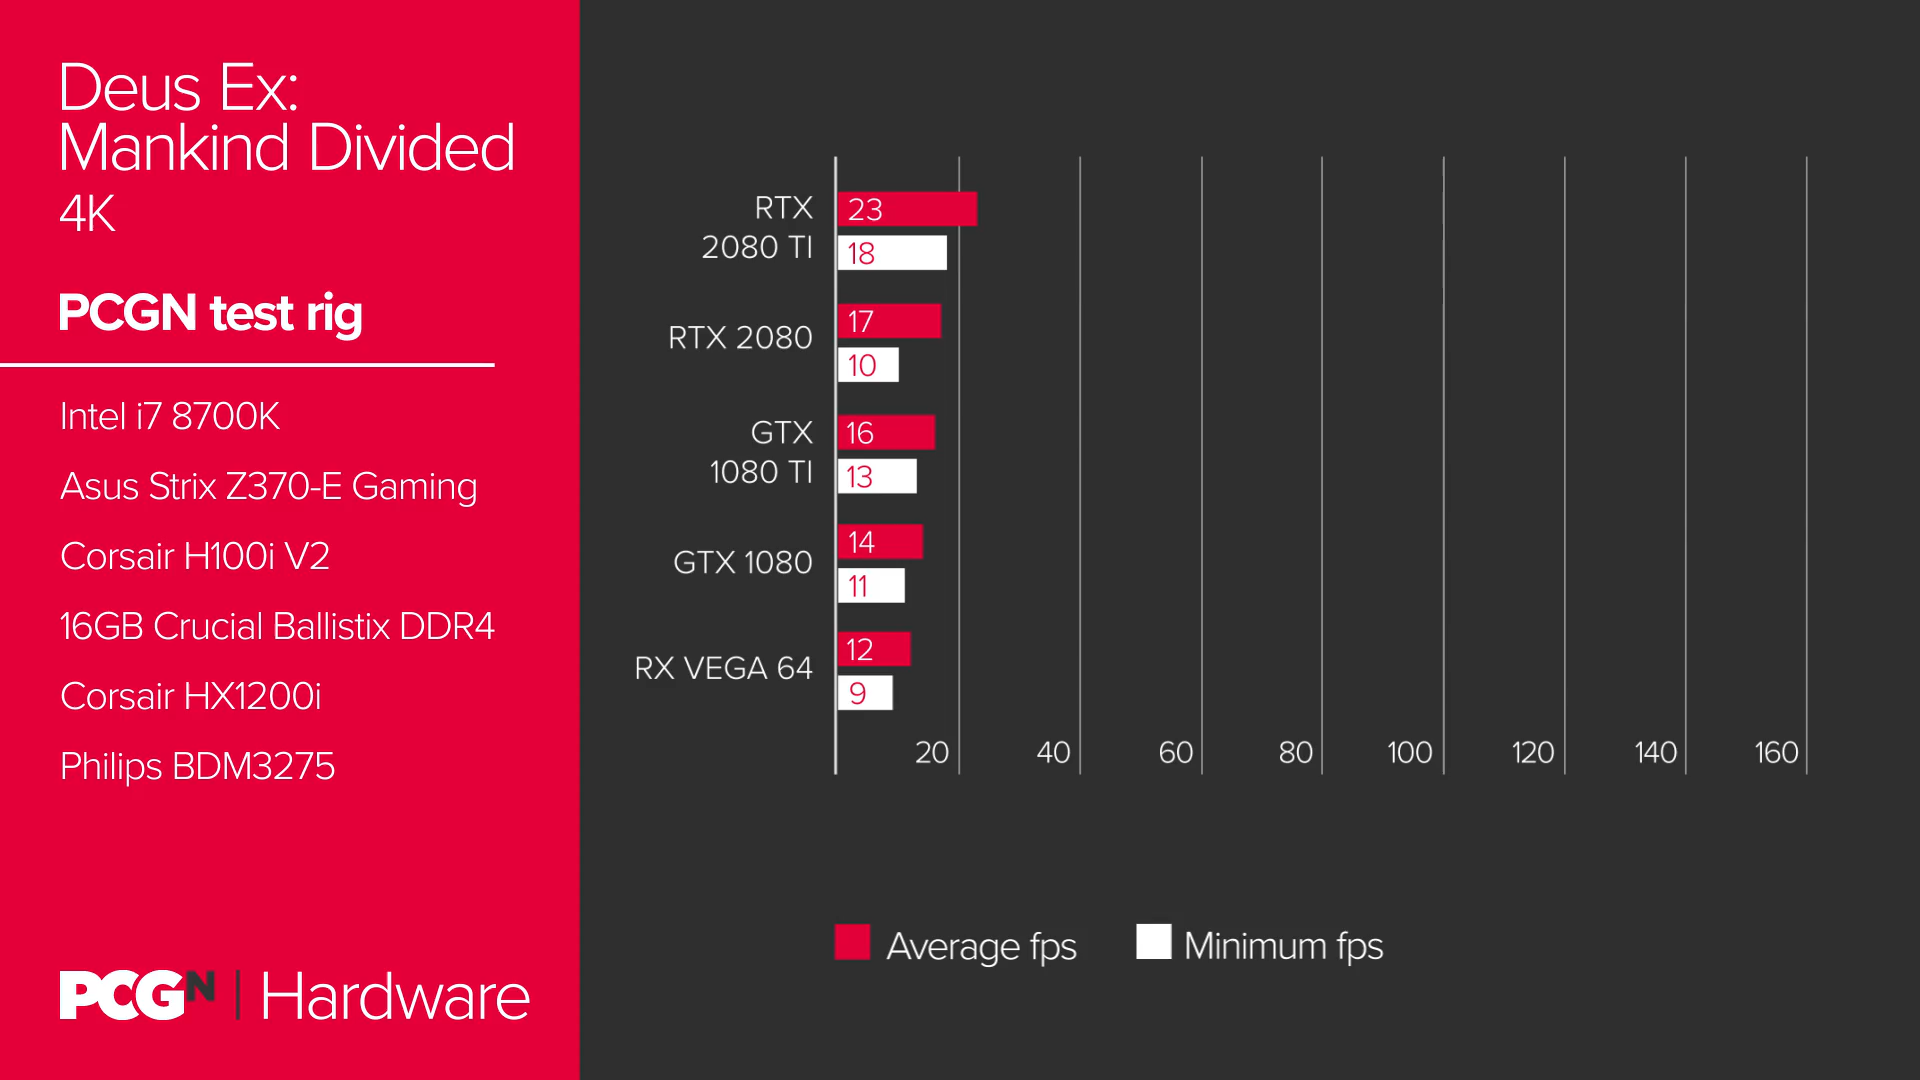 Deus Ex:
Mankind Divided
4K
PCGN test rig
Intel i7 8700K
Asus Strix Z370-E Gaming
Corsair H100i V2
16GB Crucial Ballistix DDR4
Corsair HX1200i
Philips BDM3275
PCGN | Hardware
RTX
2080 TI
23
18
RTX 2080
17
10
GTX
1080 TI
16
13
GTX 1080
14
11
RX VEGA 64
12
9
20 40 60 80 100 120 140 160
Average fps Minimum fps